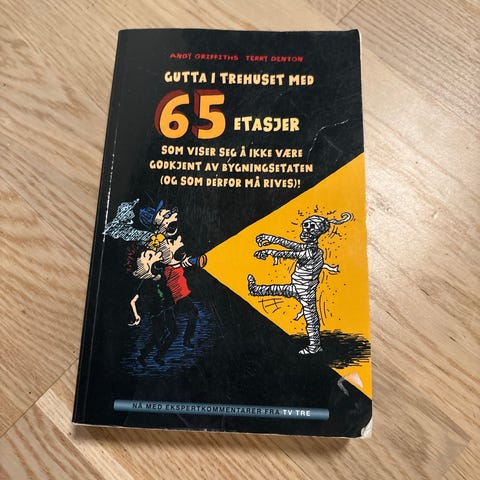 ANDY GRIFFITHS TERRY DENTON
GUTTA I TREHUSET MED
65 ETASJER
SOM VISER SEG Å IKKE VÆRE
GODKJENT AV BYGNINGSETATEN
(OG SOM DERFOR MÅ RIVES)!
NÅ MED EKSPERTKOMMENTARER FRA TV TRE